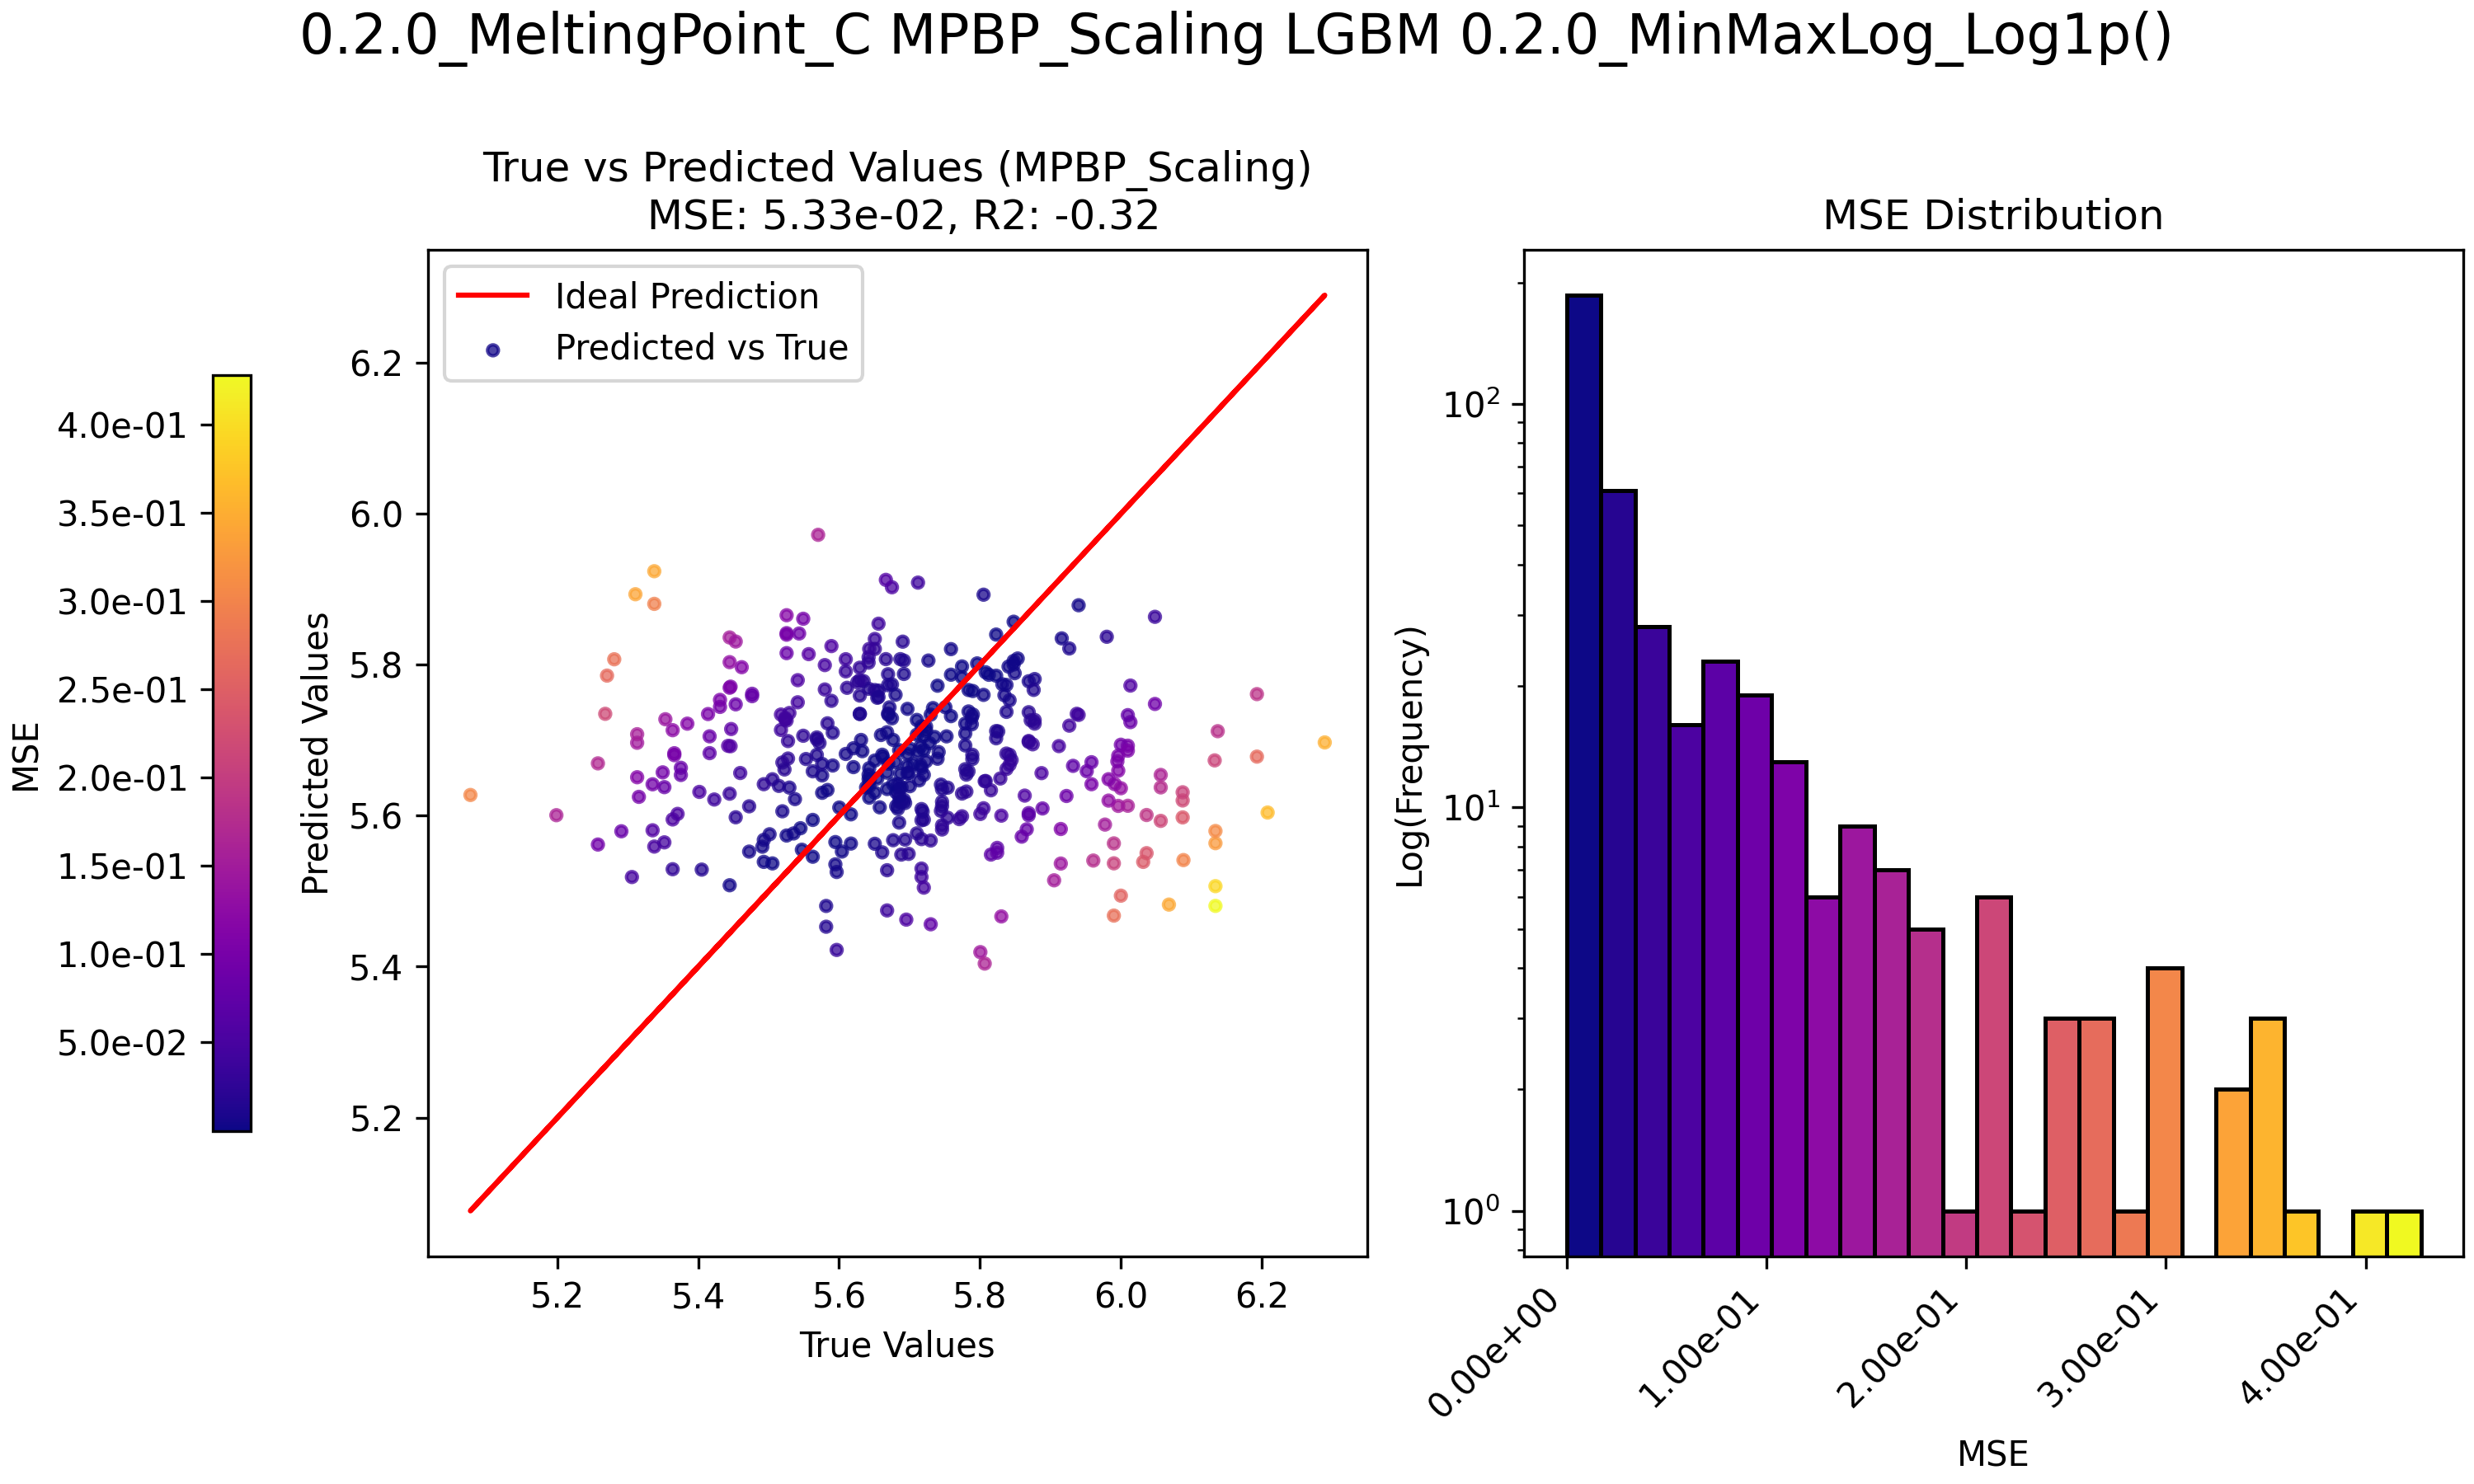 0.2.0_MeltingPoint_C MPBP_Scaling LGBM 0.2.0_MinMaxLog_Log1p()
True vs Predicted Values (MPBP_Scaling)
MSE: 5.33e-02, R2: -0.32
MSE Distribution
Ideal Prediction
Predicted vs True
MSE
4.0e-01
3.5e-01
3.0e-01
2.5e-01
2.0e-01
1.5e-01
1.0e-01
5.0e-02
Predicted Values
6.2
6.0
5.8
5.6
5.4
5.2
5.2 5.4 5.6 5.8 6.0 6.2
True Values
Log(Frequency)
10²
10¹
10⁰
0.00e+00 1.00e-01 2.00e-01 3.00e-01 4.00e-01
MSE